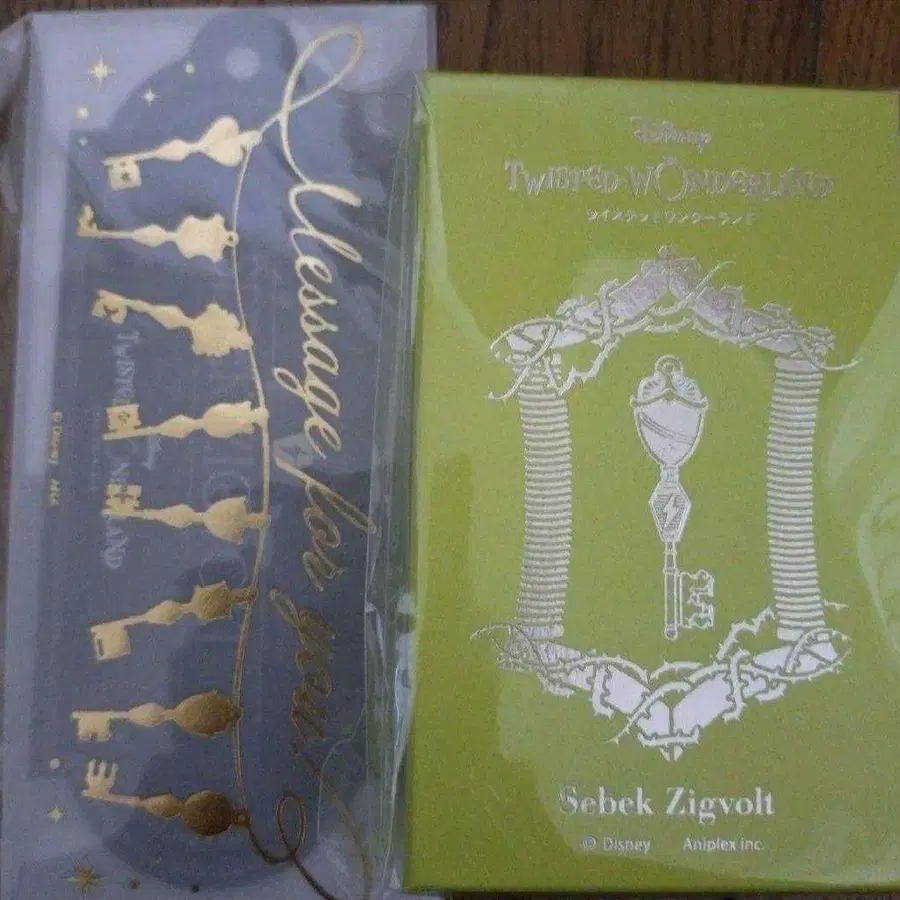 Message for you!
© Disney
TWISTED
WONDERLAND
Disney
TWISTED-WONDERLAND
ツイステッドワンダーランド
Sebek Zigvolt
© Disney Aniplex inc.